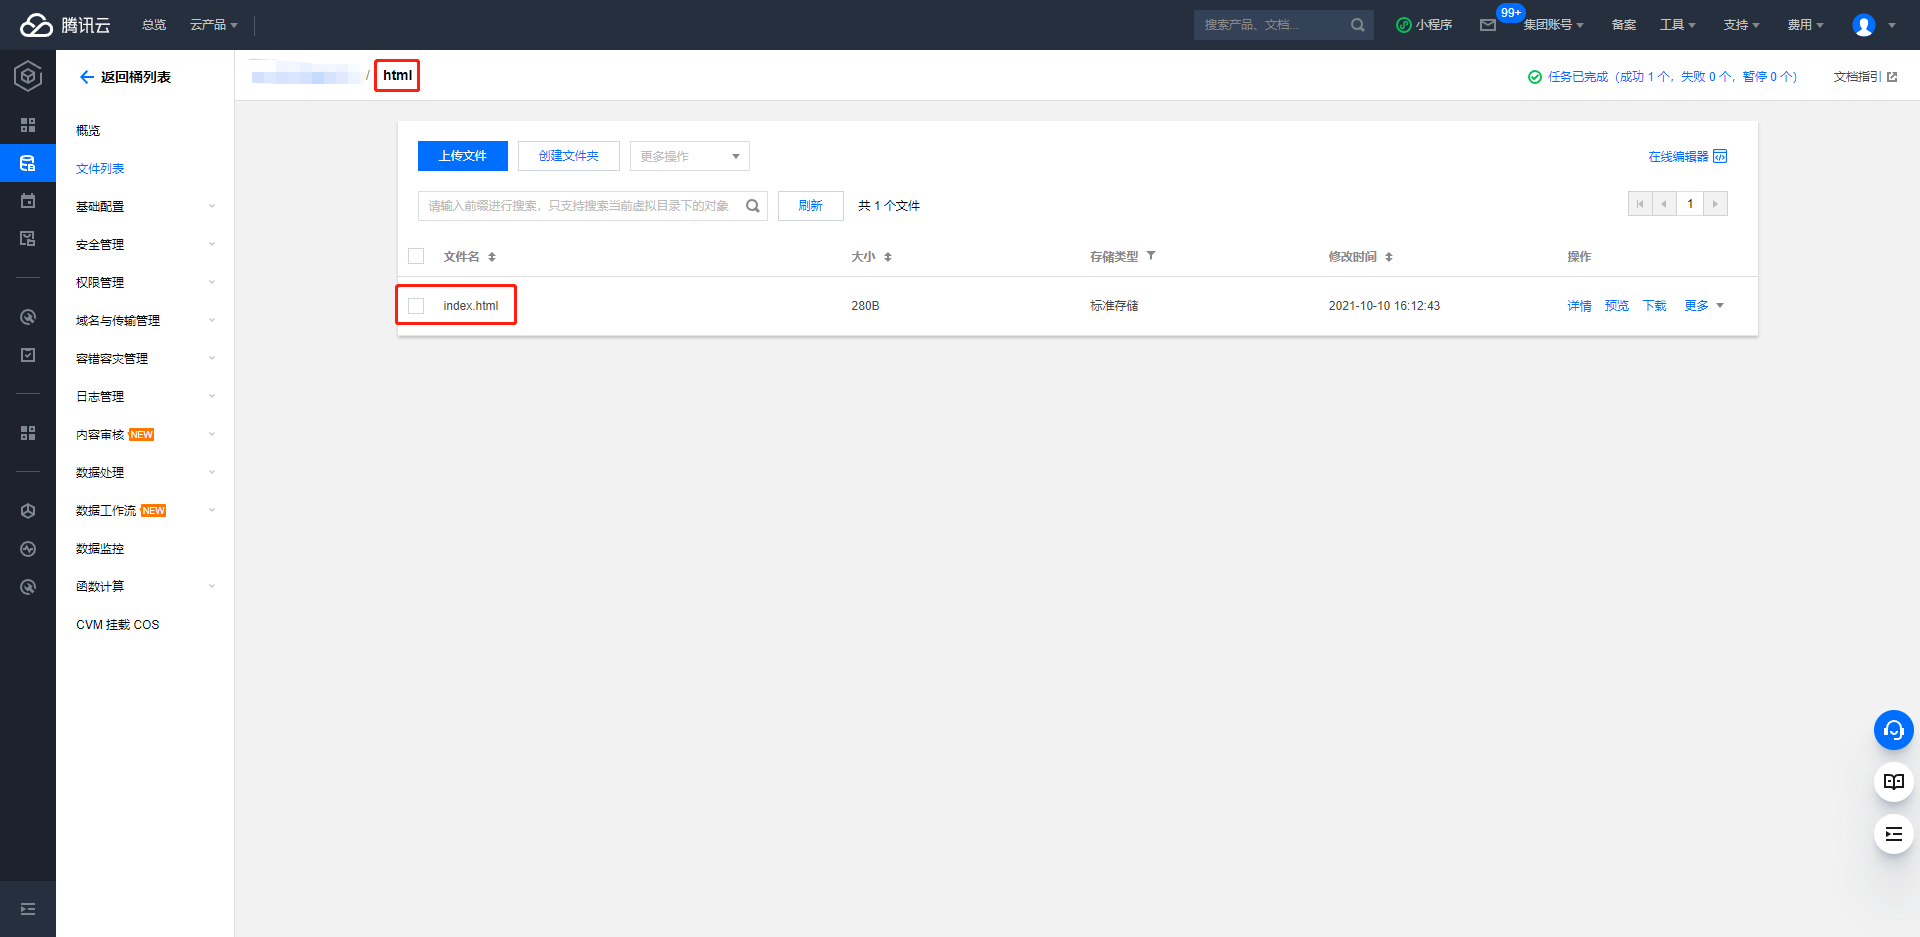 腾讯云 总览 云产品 搜索产品、文档... 小程序 99+ 集团账号 备案 工具 支持 费用
返回桶列表
/ html
任务已完成（成功 1 个，失败 0 个，暂停 0 个） 文档指引
概览
文件列表
基础配置
安全管理
权限管理
域名与传输管理
容错容灾管理
日志管理
内容审核 NEW
数据处理
数据工作流 NEW
数据监控
函数计算
CVM 挂载 COS
上传文件 创建文件夹 更多操作 在线编辑器
请输入前缀进行搜索，只支持搜索当前虚拟目录下的对象 刷新 共 1 个文件 1
文件名 大小 存储类型 修改时间 操作
index.html 280B 标准存储 2021-10-10 16:12:43 详情 预览 下载 更多